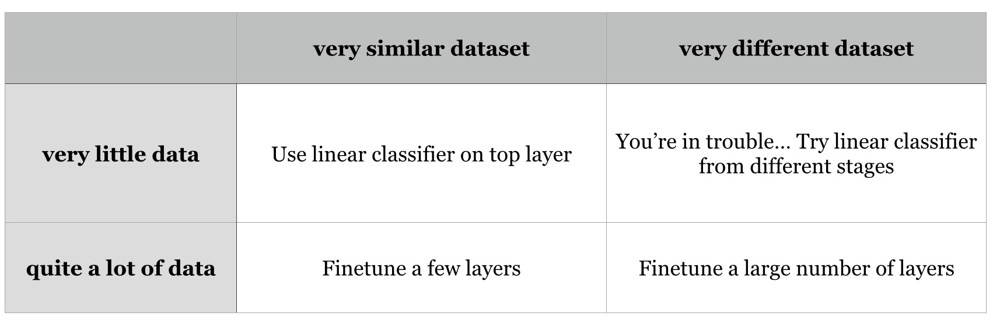 very similar dataset
very different dataset
very little data
Use linear classifier on top layer
You’re in trouble… Try linear classifier
from different stages
quite a lot of data
Finetune a few layers
Finetune a large number of layers